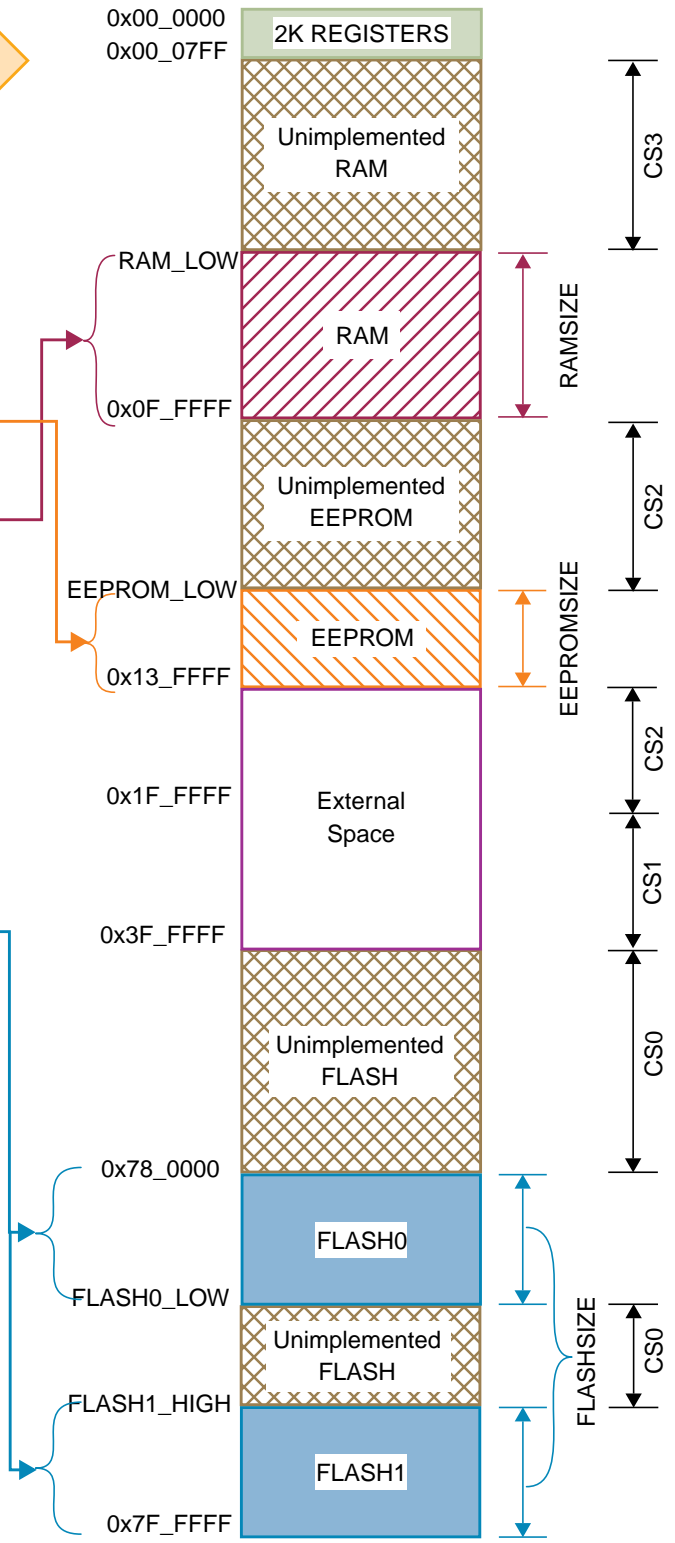 0x00_0000
2K REGISTERS
0x00_07FF
Unimplemented
RAM
CS3
RAM_LOW
RAM
RAMSIZE
0x0F_FFFF
Unimplemented
EEPROM
CS2
EEPROM_LOW
EEPROM
EEPROMSIZE
0x13_FFFF
CS2
0x1F_FFFF
External
Space
CS1
0x3F_FFFF
Unimplemented
FLASH
CS0
0x78_0000
FLASH0
FLASH0_LOW
FLASHSIZE
Unimplemented
FLASH
CS0
FLASH1_HIGH
FLASH1
0x7F_FFFF